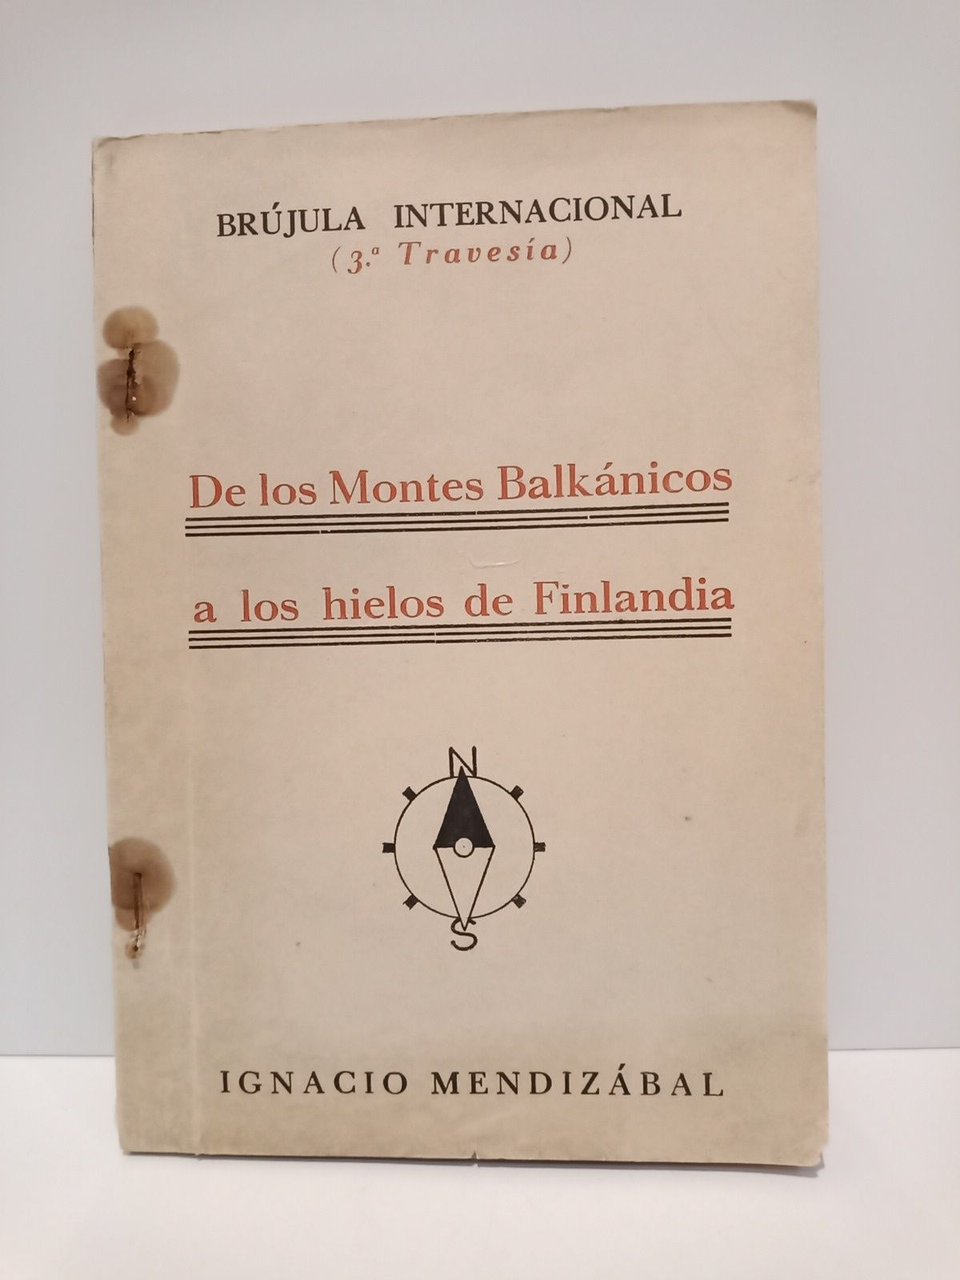 BRÚJULA INTERNACIONAL
(3.ª Travesía)
De los Montes Balkánicos
a los hielos de Finlandia
N
S
IGNACIO MENDIZÁBAL